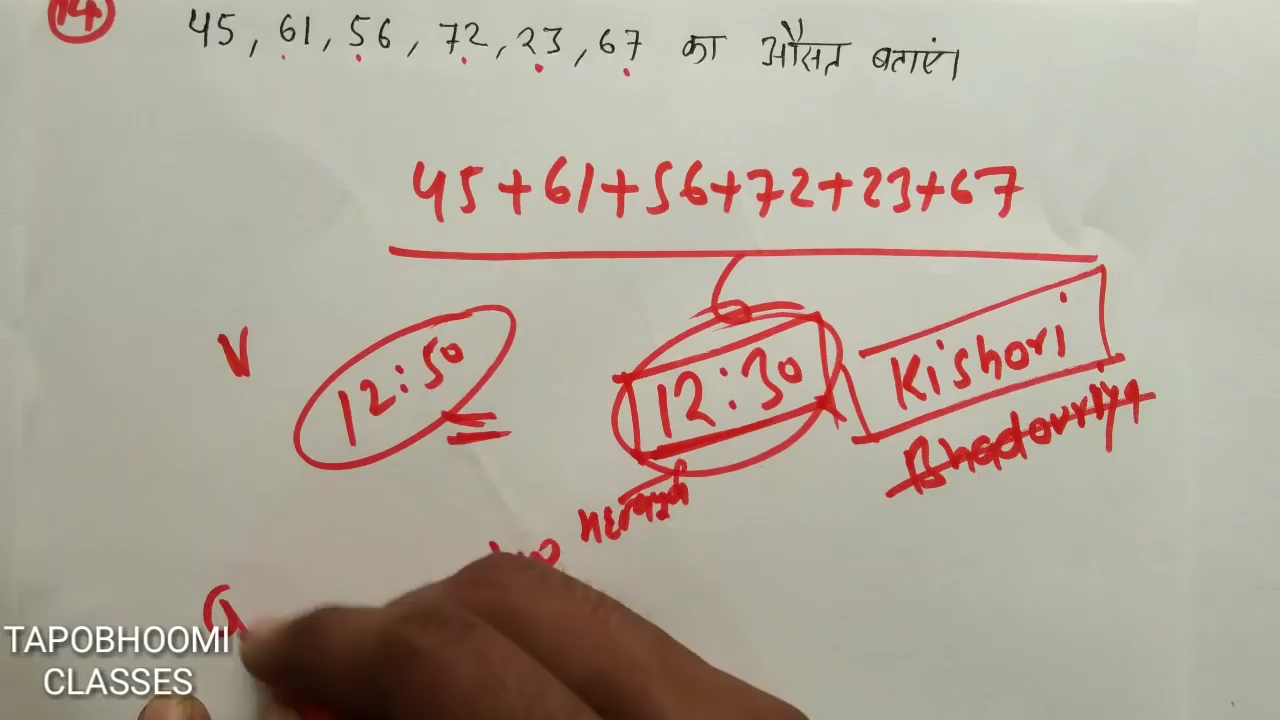 14
45, 61, 56, 72, 23, 67 का औसत बताएं।
45+61+56+72+23+67
V 12:50 12:30 Kishori
Bhadouriya
TAPOBHOOMI
CLASSES